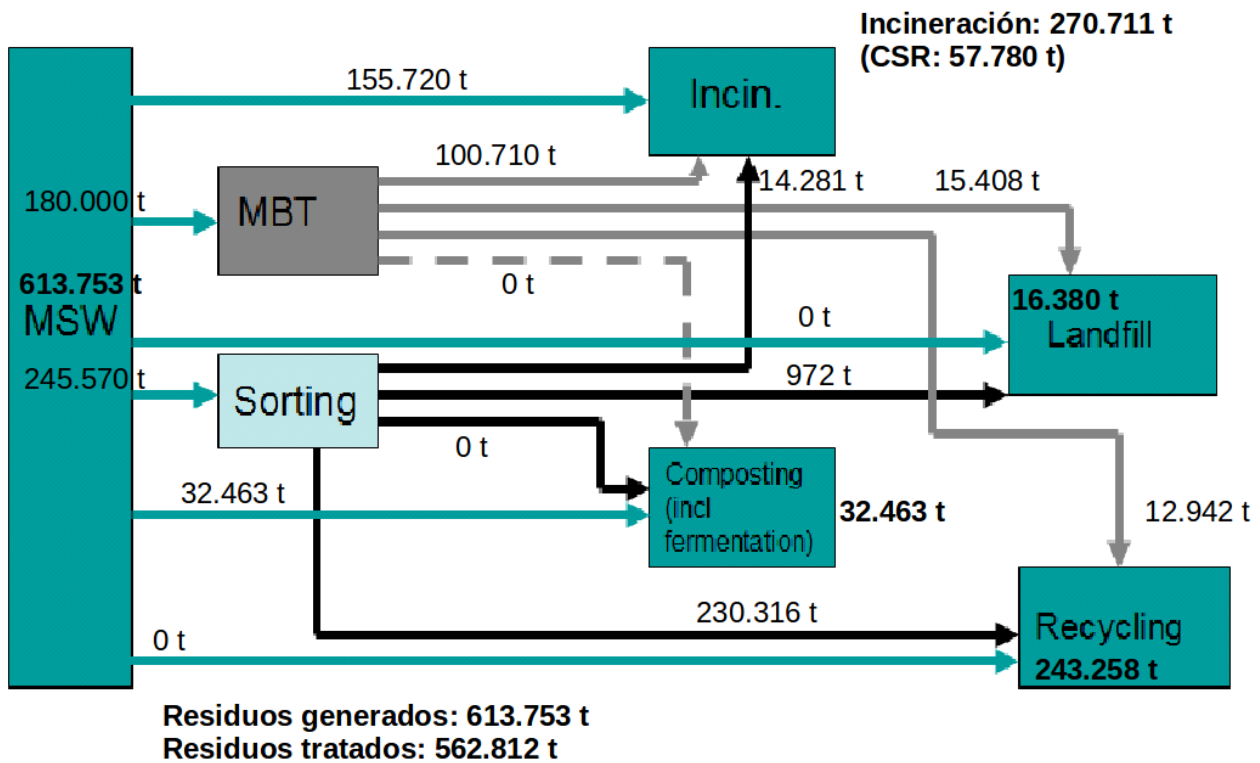 Incineración: 270.711 t
(CSR: 57.780 t)
155.720 t
Incin.
100.710 t
14.281 t
15.408 t
180.000 t
MBT
0 t
613.753 t
MSW
0 t
16.380 t
Landfill
245.570 t
Sorting
972 t
0 t
32.463 t
Composting
(incl
fermentation)
32.463 t
12.942 t
230.316 t
0 t
Recycling
243.258 t
Residuos generados: 613.753 t
Residuos tratados: 562.812 t